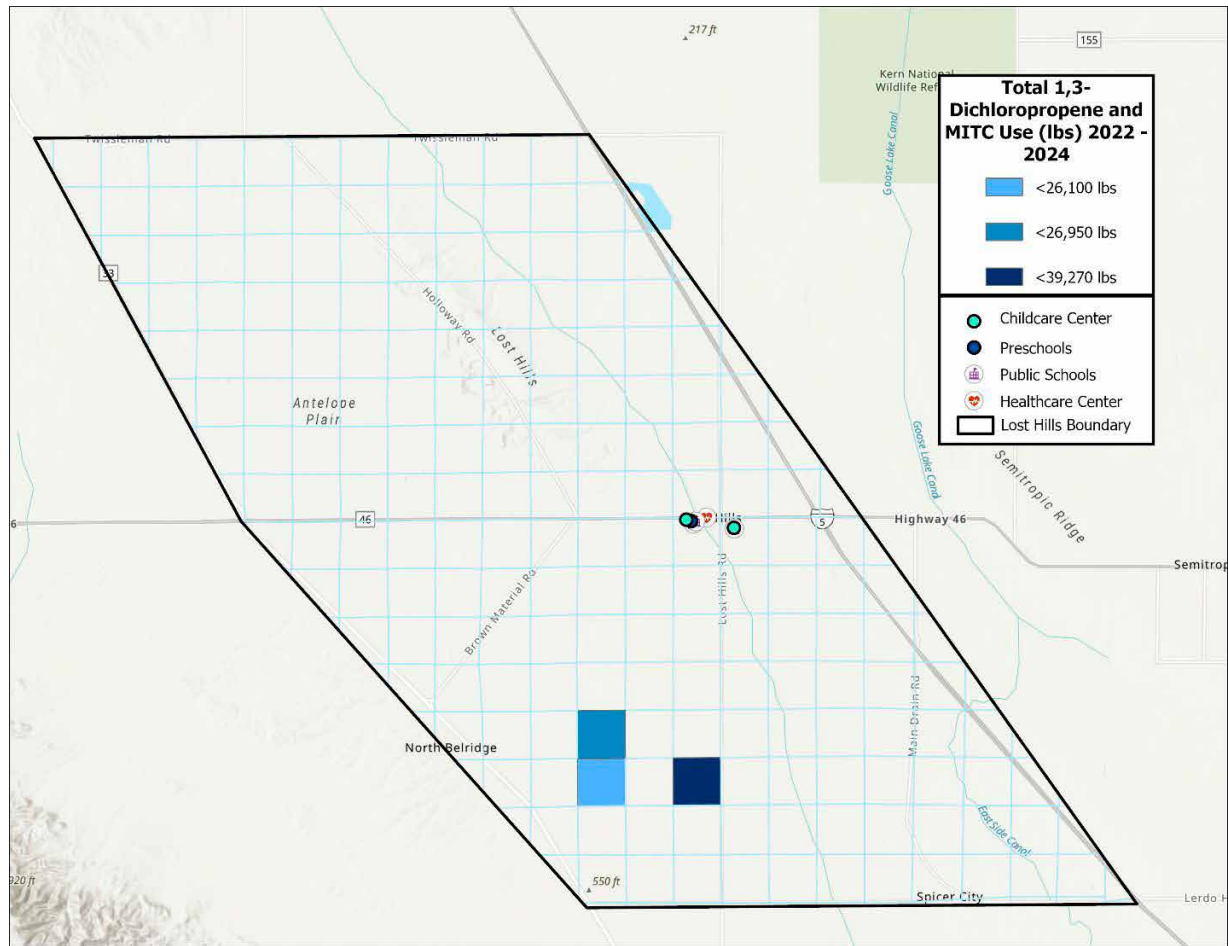 217 ft
155
Kern National
Wildlife Ref
Total 1,3-
Dichloropropene and
MITC Use (lbs) 2022 -
2024
<26,100 lbs
<26,950 lbs
<39,270 lbs
Childcare Center
Preschools
Public Schools
Healthcare Center
Lost Hills Boundary
Twisselman Rd
Twisselman Rd
Goose Lake Canal
33
Holloway Rd
Lost Hills
Antelope
Plair
Goose Lake Canal
Semitropic Ridge
6
46
Hills
5
Highway 46
Semitrop
Lost Hills Rd
Brown Material Rd
Main Drain Rd
North Belridge
East Side Canal
920 ft
550 ft
Spicer City
Lerdo H